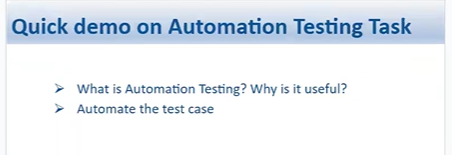 Quick demo on Automation Testing Task
What is Automation Testing? Why is it useful?
Automate the test case